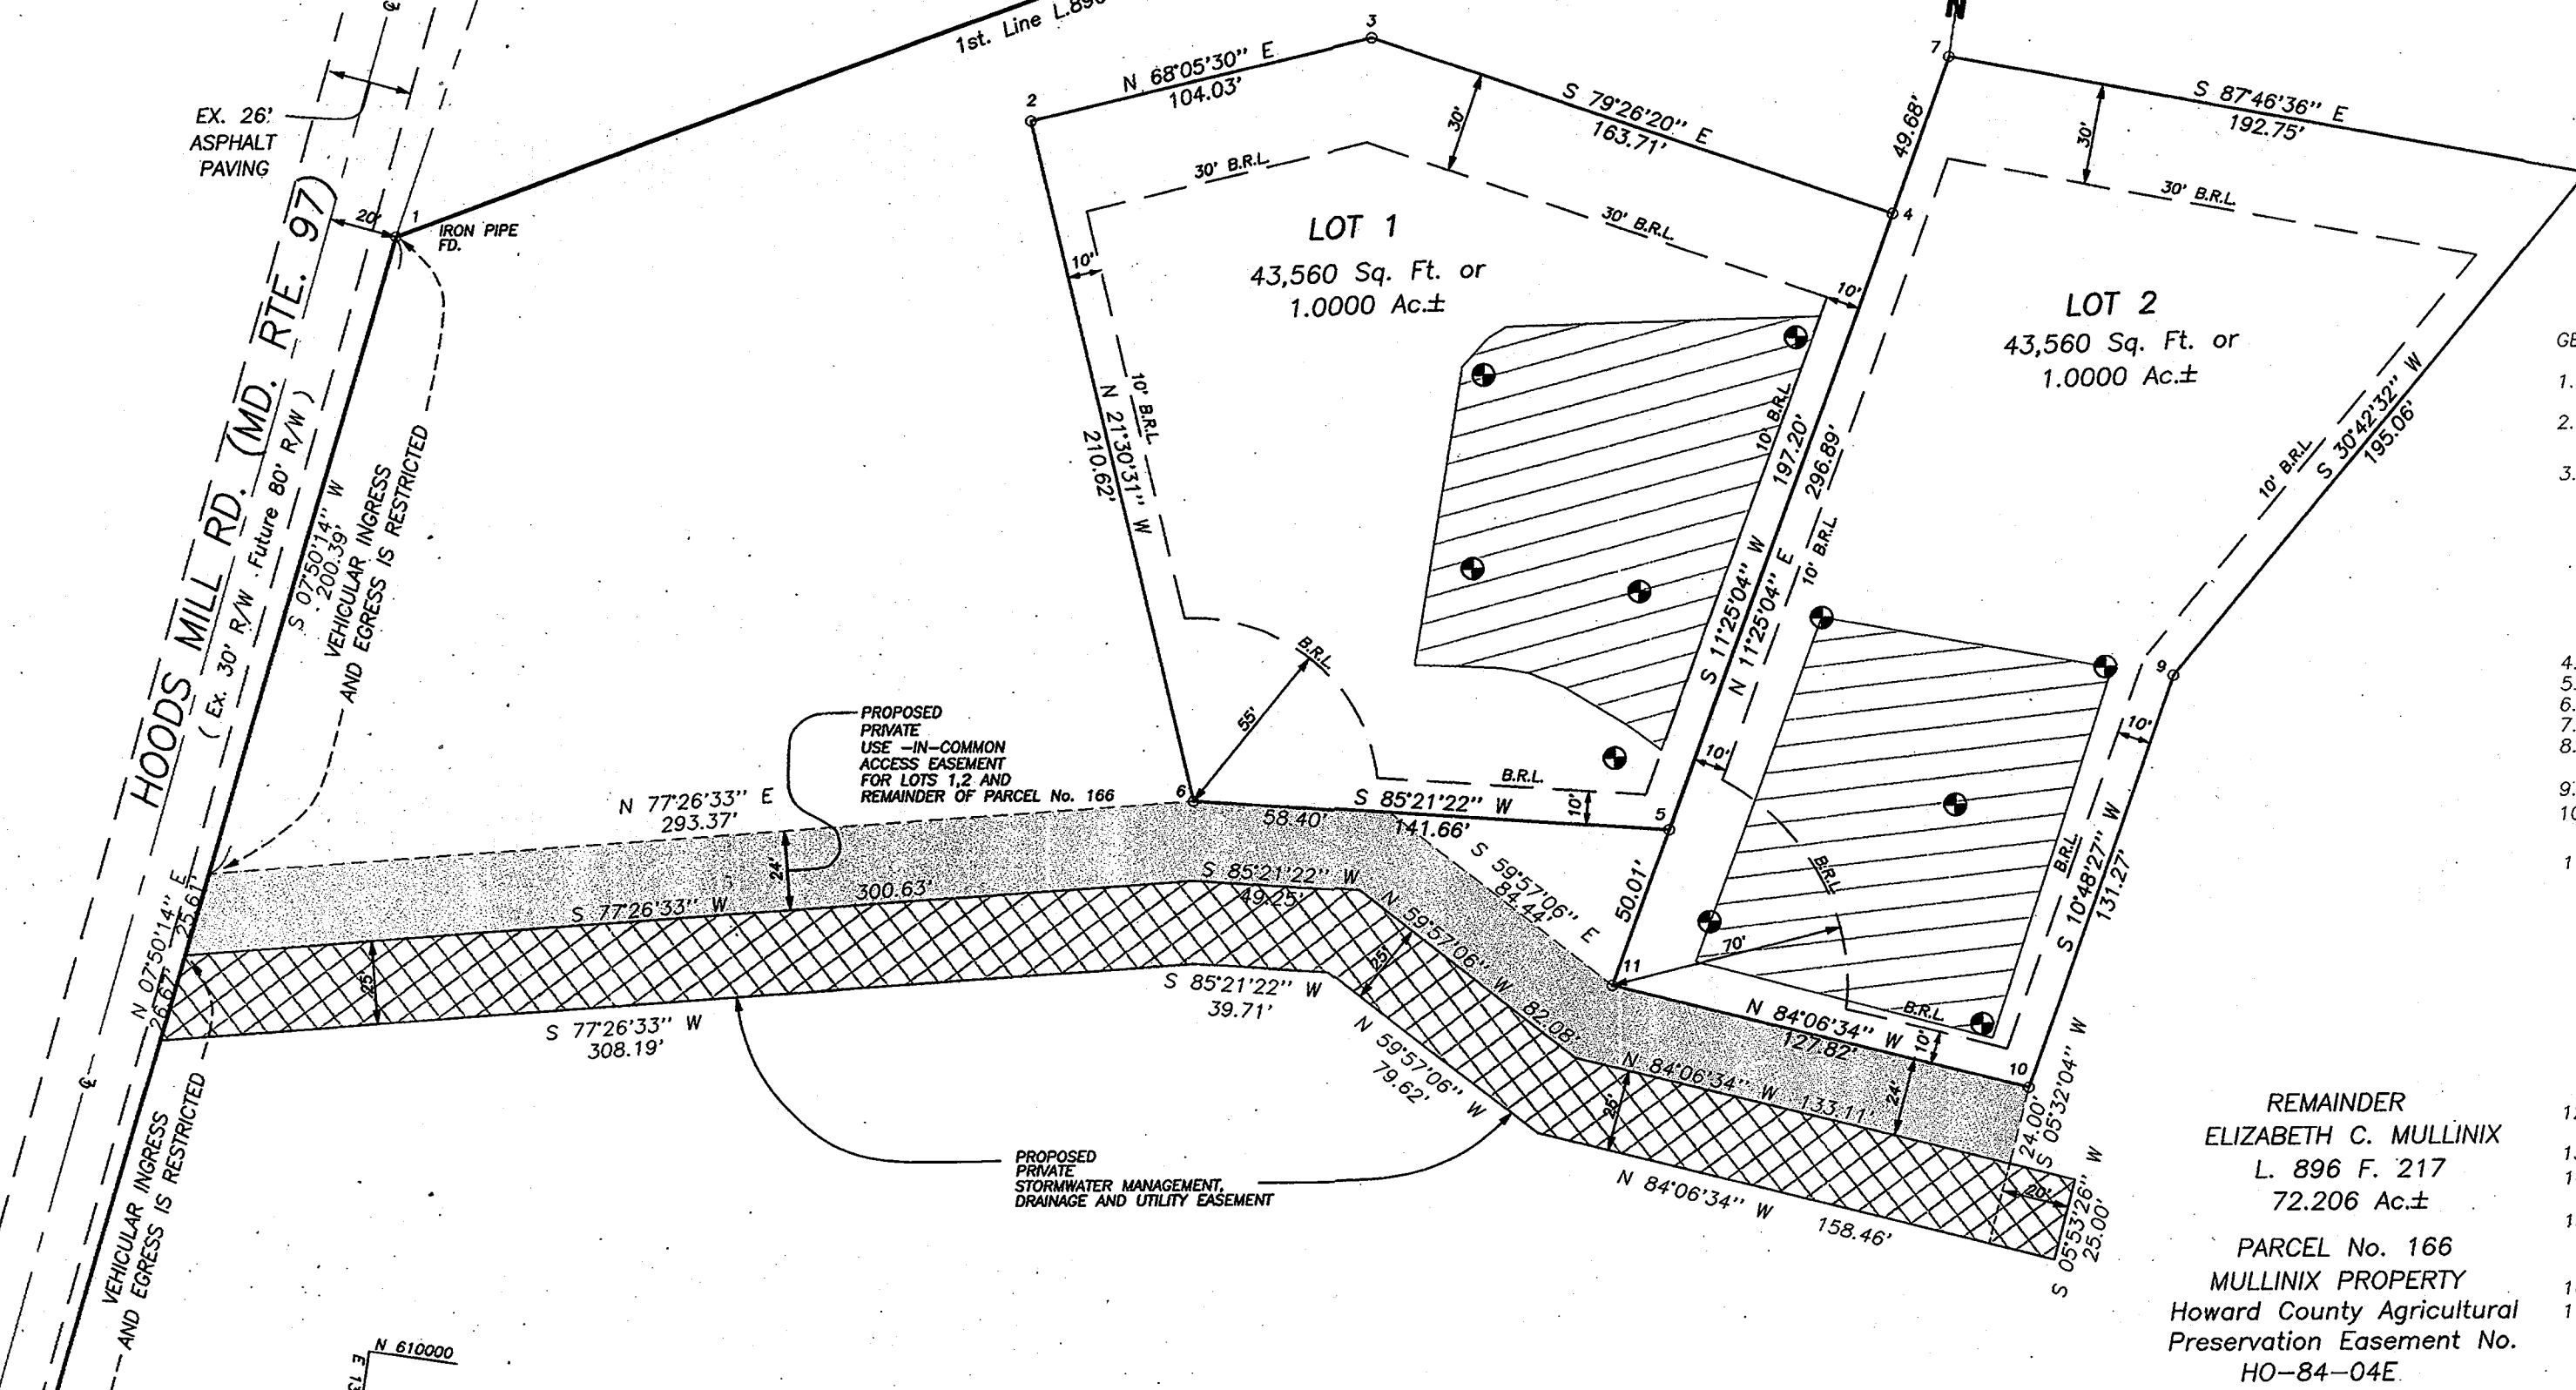 EX. 26'
ASPHALT
PAVING
HOODS MILL RD. (MD. RTE. 97)
( Ex. 30' R/W Future 80' R/W )
20'
1
IRON PIPE
FD.
1st. Line
S 07°50'14" W
200.39'
VEHICULAR INGRESS
AND EGRESS IS RESTRICTED
2
N 68°05'30" E
104.03'
3
S 79°26'20" E
163.71'
30'
30' B.R.L.
30' B.R.L.
LOT 1
43,560 Sq. Ft. or
1.0000 Ac.±
10'
10' B.R.L.
N 21°30'31" W
210.62'
10'
10' B.R.L.
4
N
7
49.68'
S 87°46'36" E
192.75'
30'
30' B.R.L.
LOT 2
43,560 Sq. Ft. or
1.0000 Ac.±
197.20'
296.89'
S 11°25'04" W
N 11°25'04" E
10' B.R.L.
10' B.R.L.
S 30°42'32" W
195.06'
9
10'
S 10°48'27" W
131.27'
B.R.L.
B.R.L.
55'
PROPOSED
PRIVATE
USE -IN-COMMON
ACCESS EASEMENT
FOR LOTS 1,2 AND
REMAINDER OF PARCEL No. 166
N 77°26'33" E
293.37'
6
58.40'
S 85°21'22" W
141.66'
B.R.L.
10'
5
10'
50.01'
B.R.L.
70'
11
S 59°57'06" E
84.44'
N 84°06'34" W
127.82'
B.R.L.
10'
10
24'
S 77°26'33" W
300.63'
S 85°21'22" W
49.25'
N 59°57'06" W
82.08'
N 84°06'34" W
133.11'
24'
24.00'
S 05°32'04" W
N 07°50'14" E
25.61'
26.67'
25'
S 77°26'33" W
308.19'
S 85°21'22" W
39.71'
25'
N 59°57'06" W
79.62'
25'
N 84°06'34" W
158.46'
20'
S 05°53'26" W
25.00'
VEHICULAR INGRESS
AND EGRESS IS RESTRICTED
PROPOSED
PRIVATE
STORMWATER MANAGEMENT,
DRAINAGE AND UTILITY EASEMENT
REMAINDER
ELIZABETH C. MULLINIX
L. 896 F. 217
72.206 Ac.±
PARCEL No. 166
MULLINIX PROPERTY
Howard County Agricultural
Preservation Easement No.
HO-84-04E
N 610000
1.
2.
3.
4.
5.
6.
7.
8.
9.